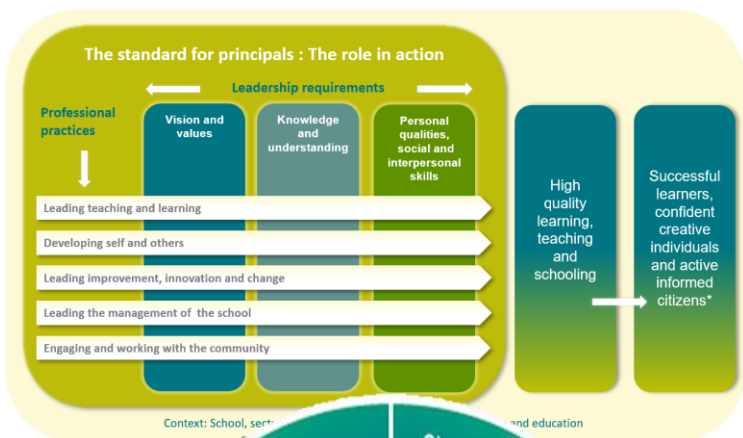 The standard for principals : The role in action
Leadership requirements
Professional
practices
Vision and
values
Knowledge
and
understanding
Personal
qualities,
social and
interpersonal
skills
Leading teaching and learning
Developing self and others
Leading improvement, innovation and change
Leading the management of the school
Engaging and working with the community
High
quality
learning,
teaching
and
schooling
Successful
learners,
confident
creative
individuals
and active
informed
citizens*
Context: School, and education